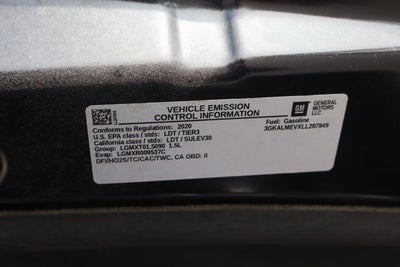 VEHICLE EMISSION
CONTROL INFORMATION
GM
GENERAL
MOTORS
LLC
Conforms to Regulations: 2020
Fuel: Gasoline
U.S. EPA class / stds: LDT / TIER3
3GKALMEVXLL287849
California class / stds: LDT / SULEV30
Group: LGMXT01.5090 1.5L
Evap: LGMXR009537C
DFI/HO2S/TC/CAC/TWC, CA OBD: II